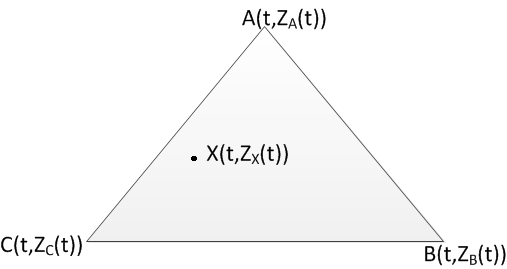 A(t,Z_A(t))
X(t,Z_X(t))
C(t,Z_C(t))
B(t,Z_B(t))